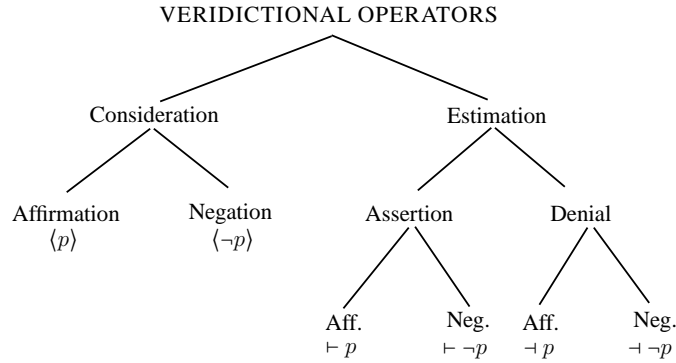 VERIDICTIONAL OPERATORS
Consideration Estimation
Affirmation Negation Assertion Denial
⟨p⟩ ⟨¬p⟩
Aff. Neg. Aff. Neg.
⊢ p ⊢ ¬p ⊣ p ⊣ ¬p